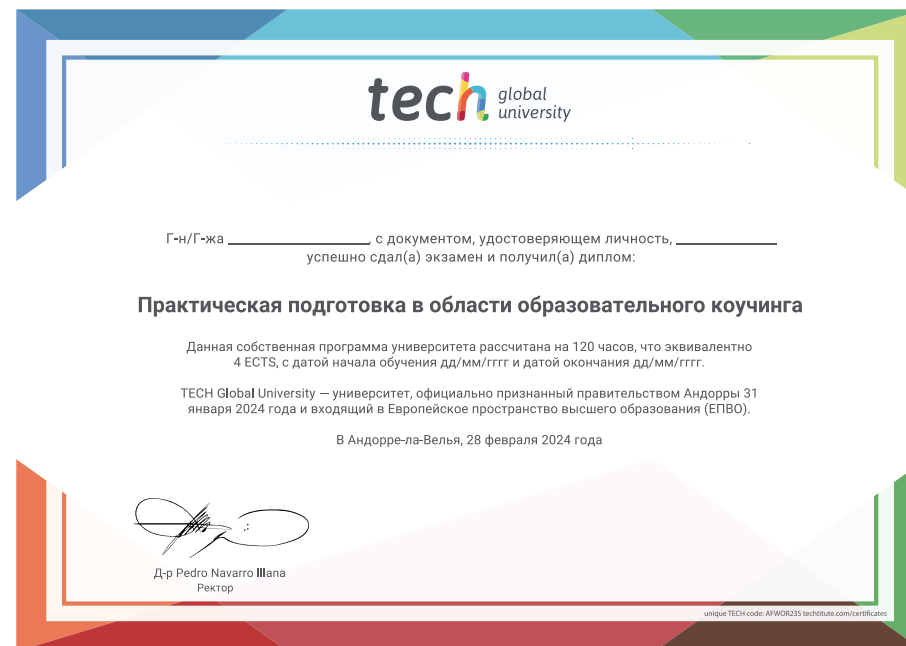 tech global university
Г-н/Г-жа ____________________, с документом, удостоверяющем личность, ______________
успешно сдал(а) экзамен и получил(а) диплом:
Практическая подготовка в области образовательного коучинга
Данная собственная программа университета рассчитана на 120 часов, что эквивалентно
4 ECTS, с датой начала обучения дд/мм/гггг и датой окончания дд/мм/гггг.
TECH Global University — университет, официально признанный правительством Андорры 31
января 2024 года и входящий в Европейское пространство высшего образования (ЕПВО).
В Андорре-ла-Велья, 28 февраля 2024 года
Д-р Pedro Navarro Illana
Ректор
unique TECH code: AFWOR23S techtitute.com/certificates